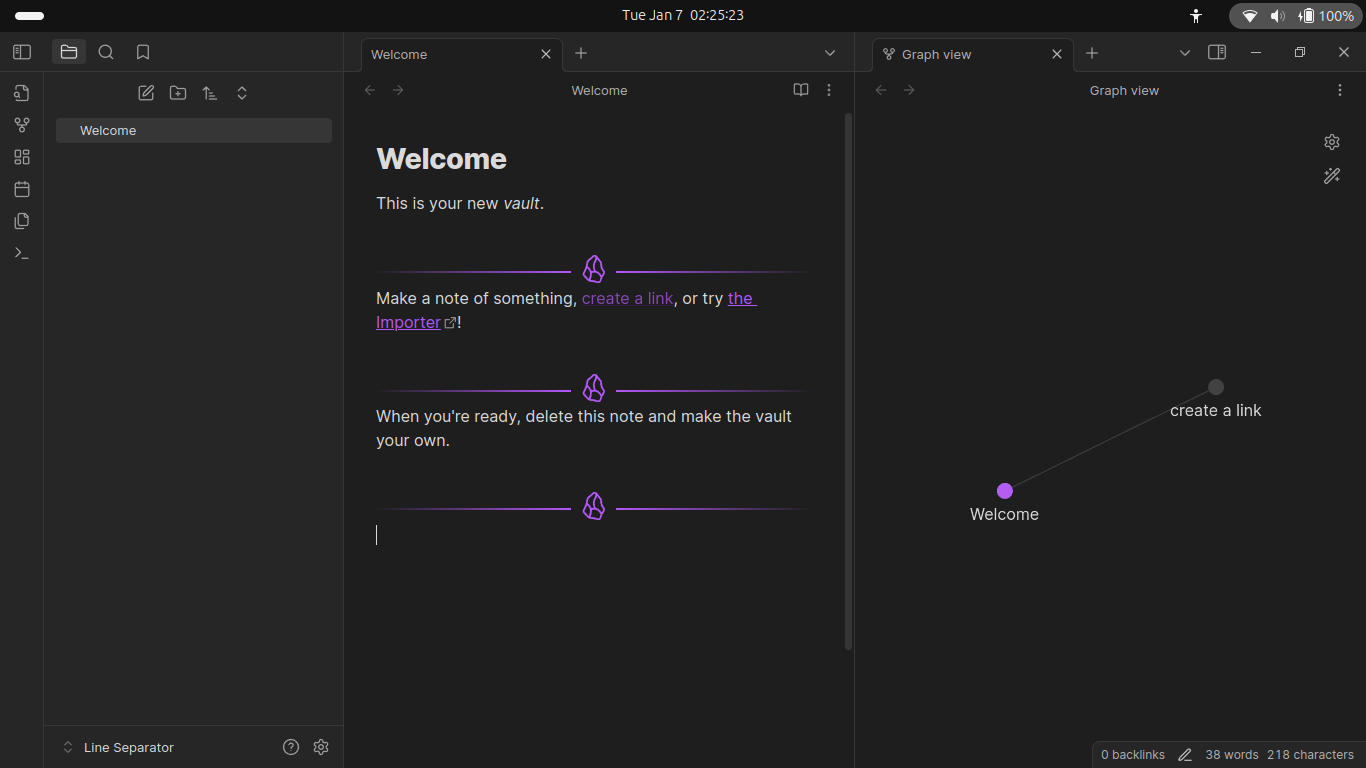 Tue Jan 7 02:25:23
100%
Welcome
Graph view
Welcome
Graph view
Welcome
Welcome
This is your new vault.
Make a note of something, create a link, or try the
Importer!
When you're ready, delete this note and make the vault
your own.
create a link
Welcome
Line Separator
0 backlinks
38 words
218 characters